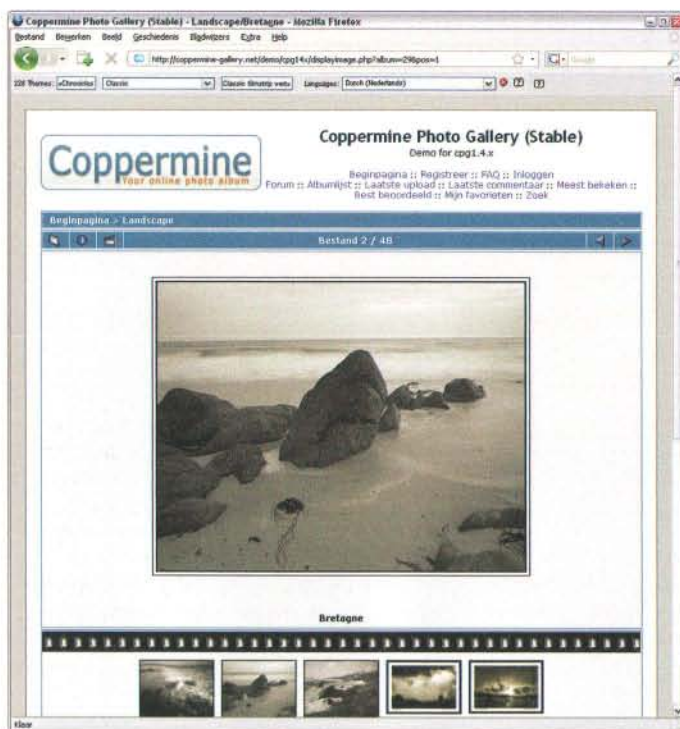 Coppermine Photo Gallery (Stable) - Landscape/Bretagne - Mozilla Firefox
Bestand Bewerken Beeld Geschiedenis Bladwijzers Extra Help
http://coppermine-gallery.net/demo/cpg14x/displayimage.php?album=29&pos=1
Google
Themes: Classic Languages: Dutch (Nederlands)
Coppermine
Your online photo album
Coppermine Photo Gallery (Stable)
Demo for cpg1.4.x
Beginpagina :: Registreer :: FAQ :: Inloggen
Forum :: Albumlijst :: Laatste upload :: Laatste commentaar :: Meest bekeken ::
Best beoordeeld :: Mijn favorieten :: Zoek
Beginpagina > Landscape
Bestand 2 / 48
Bretagne
Klaar